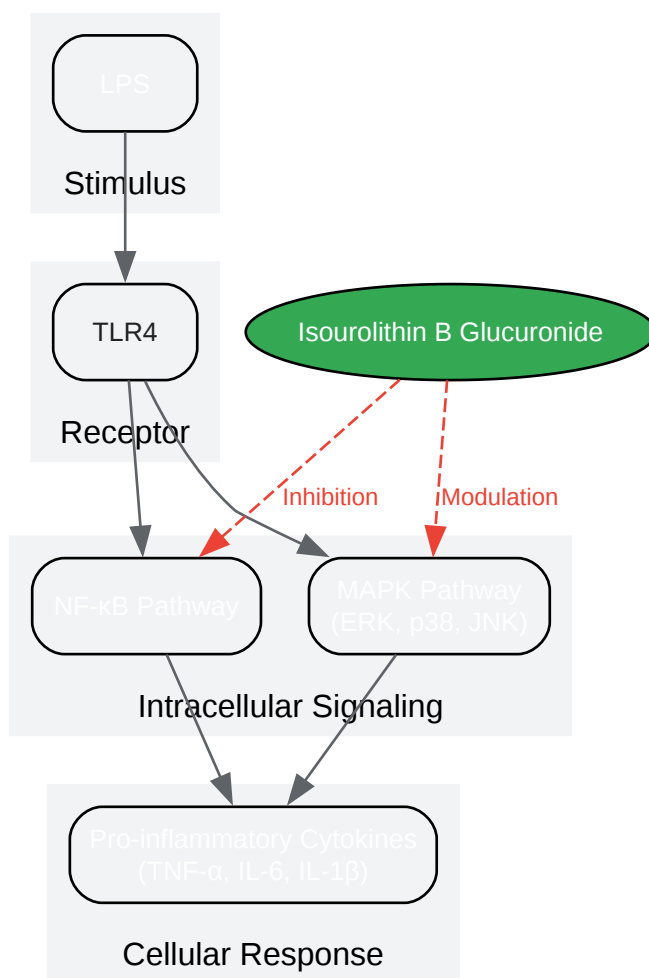 LPS
Stimulus
TLR4
Isourolithin B Glucuronide
Receptor
Inhibition
Modulation
NF-κB Pathway
MAPK Pathway
(ERK, p38, JNK)
Intracellular Signaling
Pro-inflammatory Cytokines
(TNF-α, IL-6, IL-1β)
Cellular Response